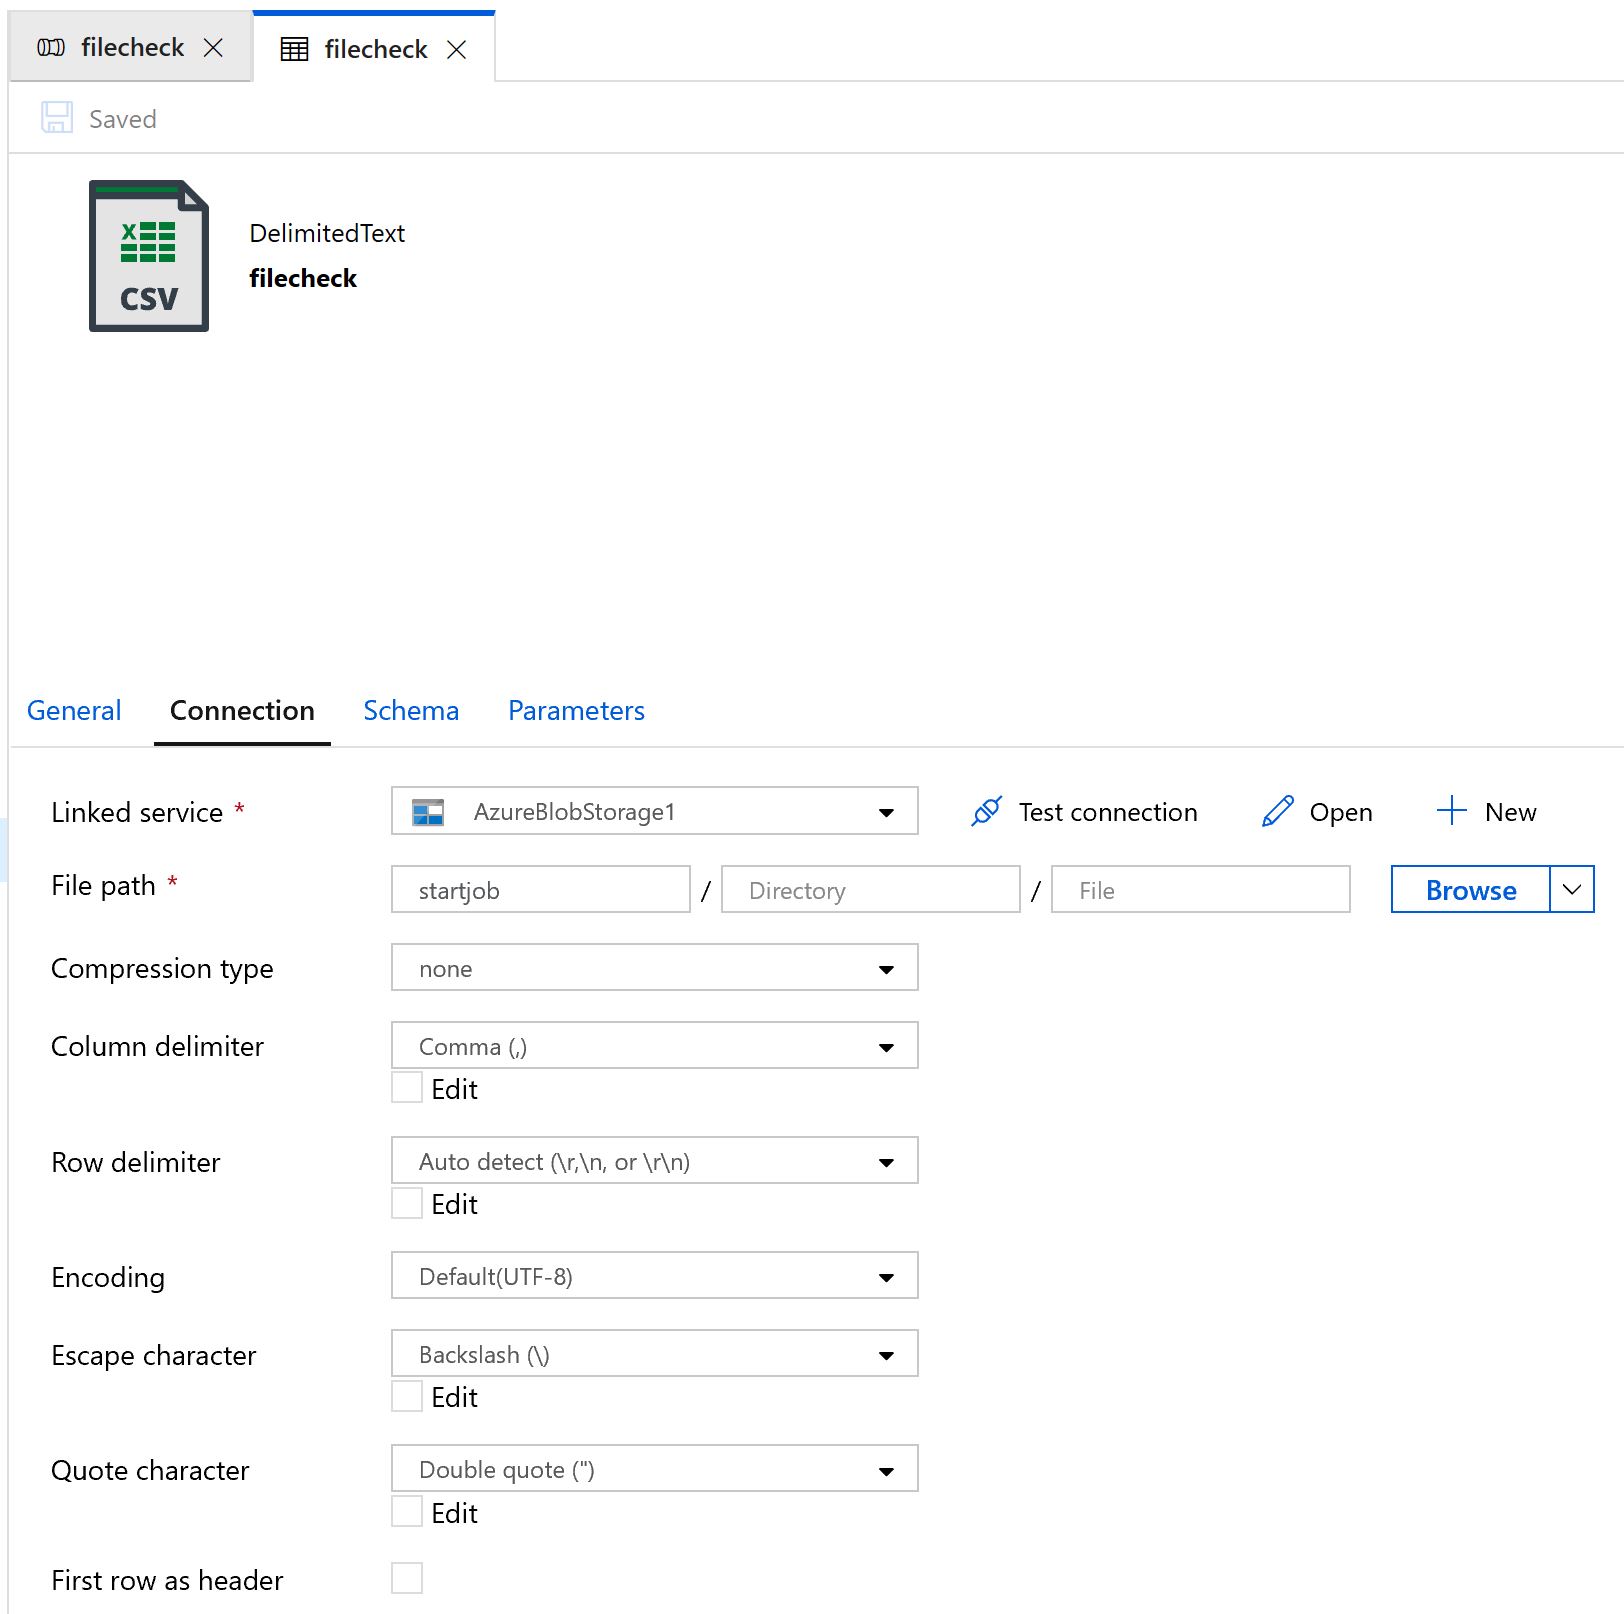 filecheck filecheck
Saved
X
CSV
DelimitedText
filecheck
General Connection Schema Parameters
Linked service * AzureBlobStorage1 Test connection Open New
File path * startjob / Directory / File Browse
Compression type none
Column delimiter Comma (,)
Edit
Row delimiter Auto detect (\r,\n, or \r\n)
Edit
Encoding Default(UTF-8)
Escape character Backslash (\)
Edit
Quote character Double quote (")
Edit
First row as header